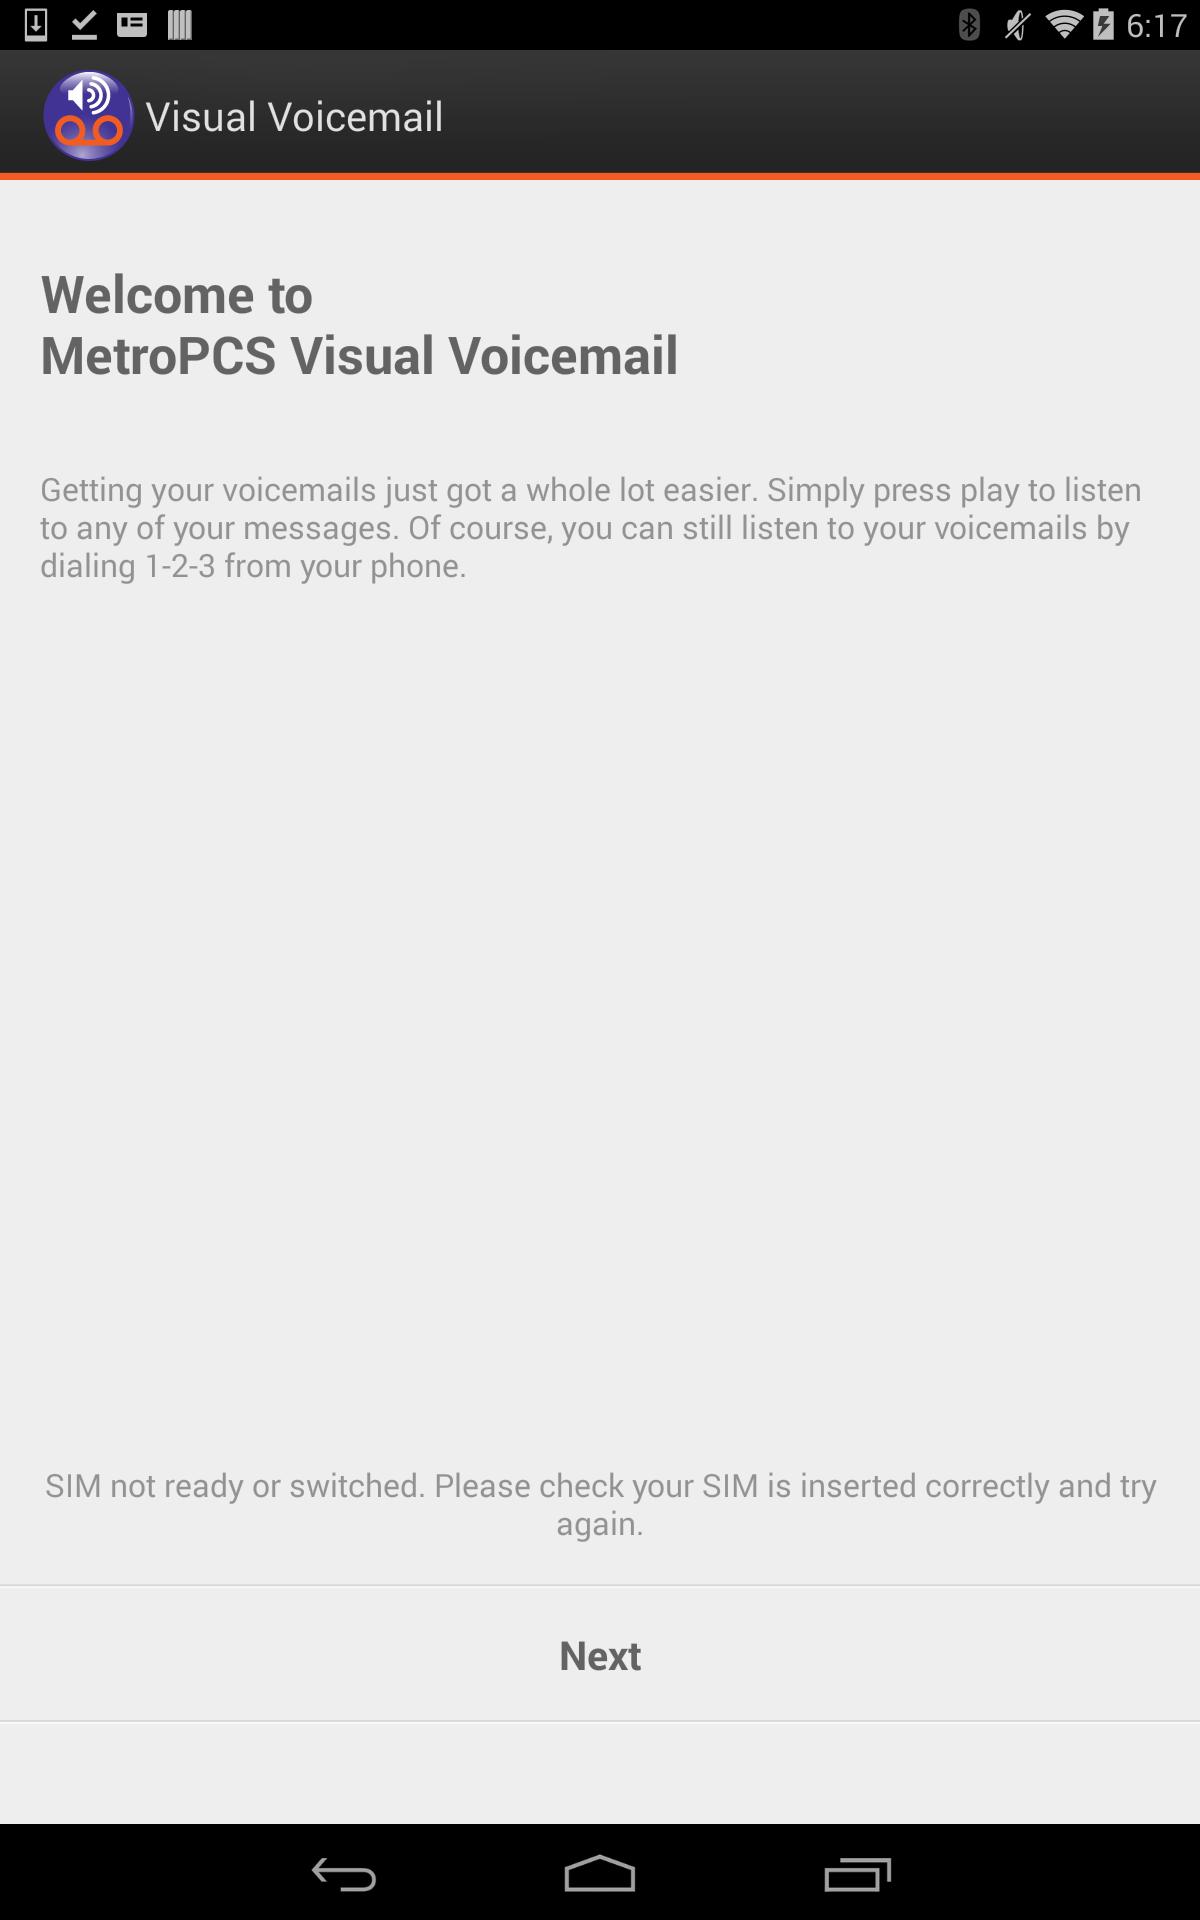 6:17
Visual Voicemail
Welcome to
MetroPCS Visual Voicemail
Getting your voicemails just got a whole lot easier. Simply press play to listen
to any of your messages. Of course, you can still listen to your voicemails by
dialing 1-2-3 from your phone.
SIM not ready or switched. Please check your SIM is inserted correctly and try
again.
Next